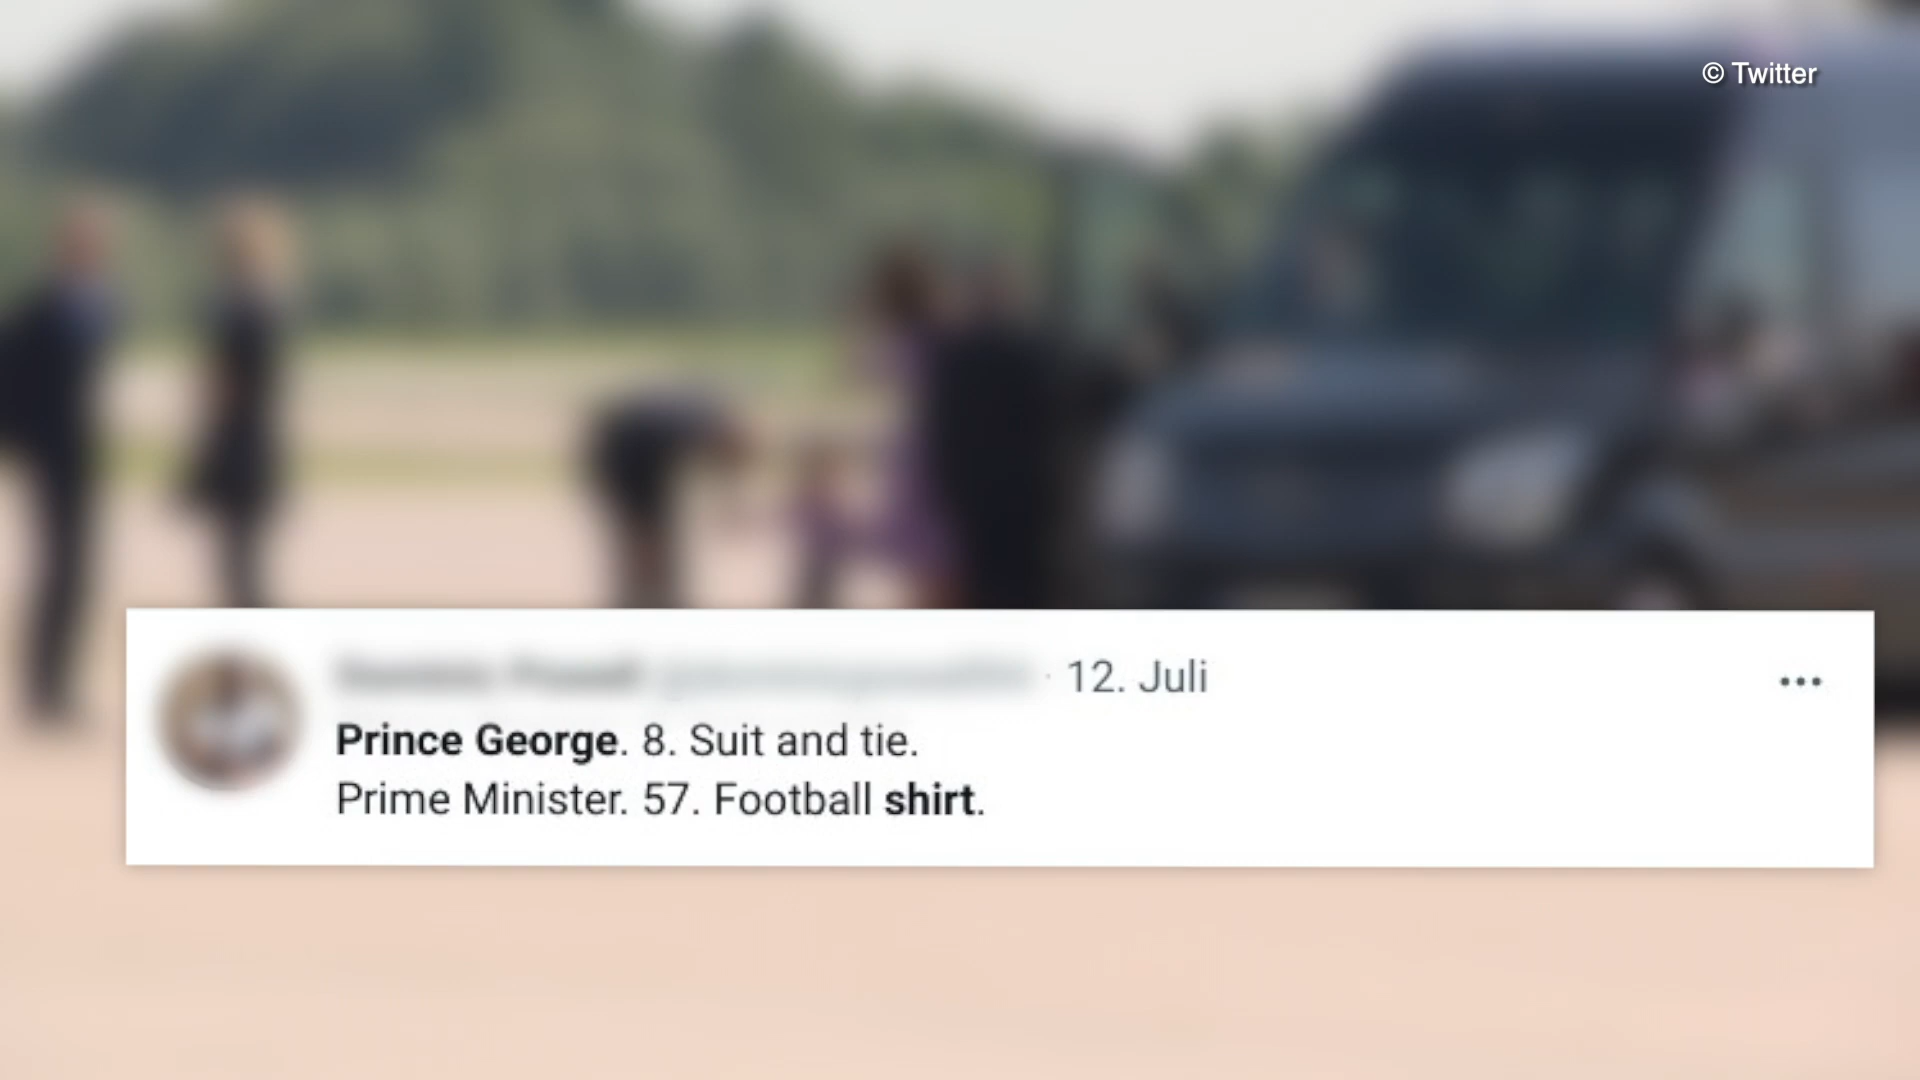 © Twitter
· 12. Juli
Prince George. 8. Suit and tie.
Prime Minister. 57. Football shirt.